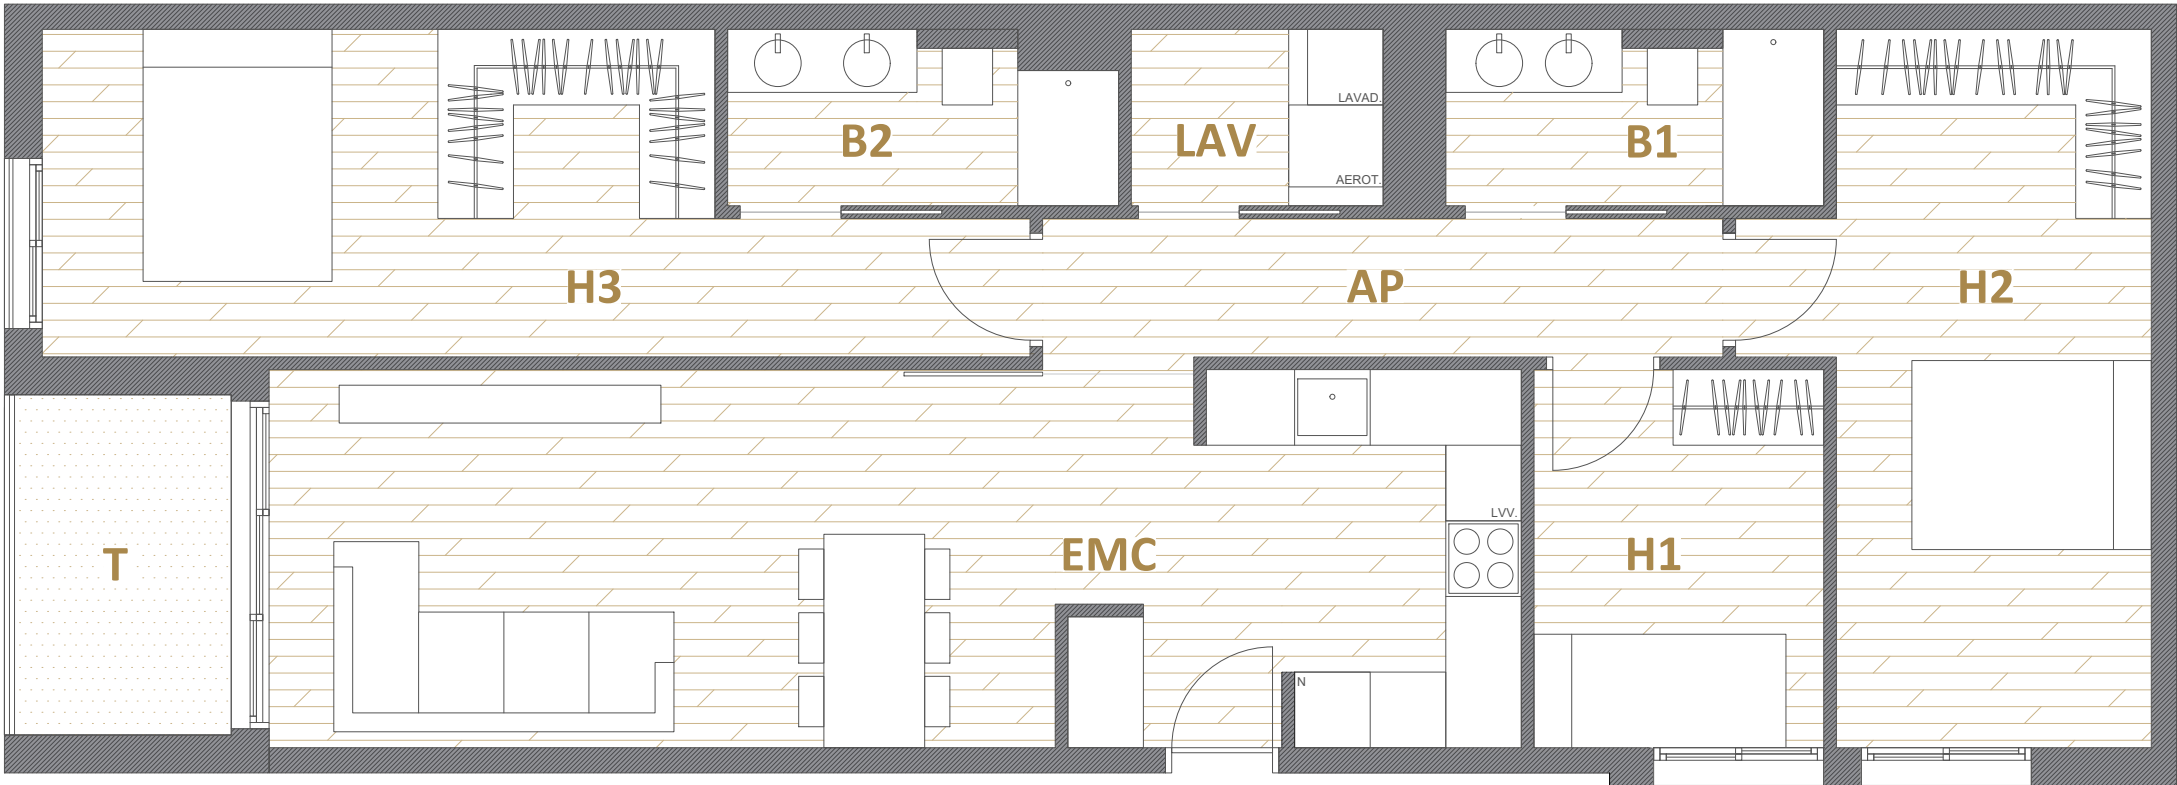 LAVAD.
B2
LAV
B1
AEROT.
H3
AP
H2
LVV.
T
EMC
H1
N